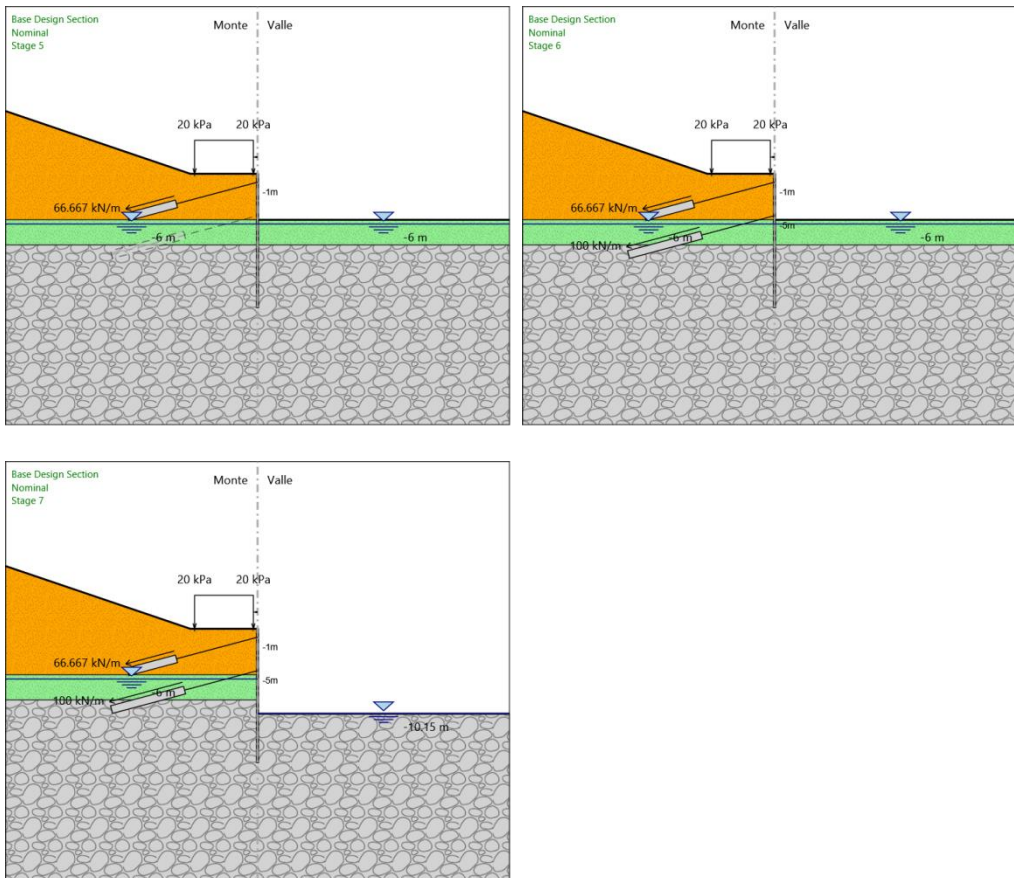 Base Design Section
Nominal
Stage 5
Monte Valle
20 kPa 20 kPa
-1m
66.667 kN/m
-6 m -6 m
Base Design Section
Nominal
Stage 6
Monte Valle
20 kPa 20 kPa
-1m
66.667 kN/m
-5m
100 kN/m -6 m -6 m
Base Design Section
Nominal
Stage 7
Monte Valle
20 kPa 20 kPa
-1m
66.667 kN/m
-5m
100 kN/m -6 m
-10.15 m